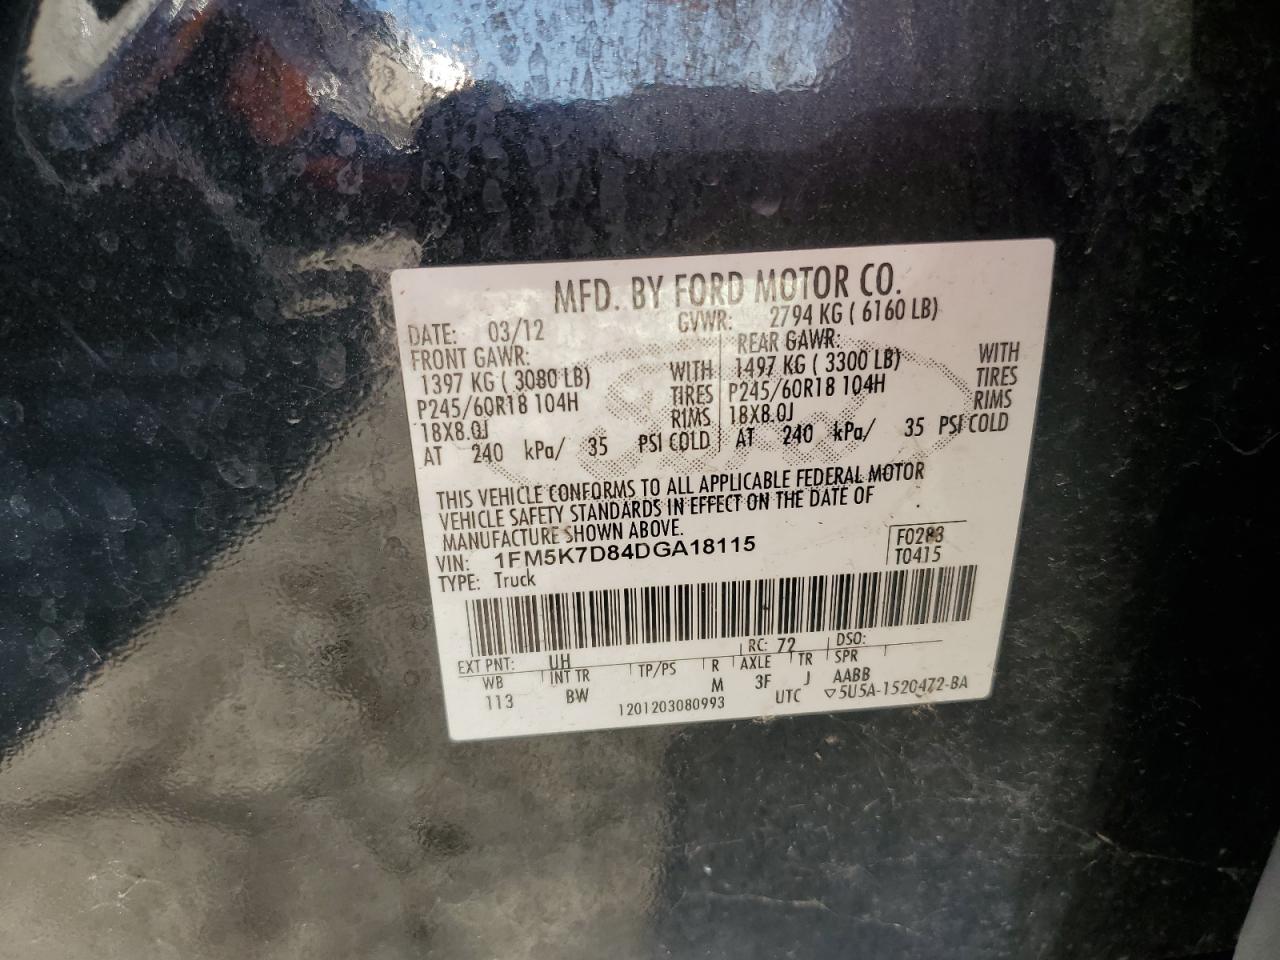 MFD. BY FORD MOTOR CO.
DATE: 03/12 GVWR: 2794 KG ( 6160 LB)
FRONT GAWR: REAR GAWR:
1397 KG ( 3080 LB) WITH 1497 KG ( 3300 LB) WITH
P245/60R18 104H TIRES P245/60R18 104H TIRES
18X8.0J RIMS 18X8.0J RIMS
AT 240 kPa/ 35 PSI COLD AT 240 kPa/ 35 PSI COLD
THIS VEHICLE CONFORMS TO ALL APPLICABLE FEDERAL MOTOR
VEHICLE SAFETY STANDARDS IN EFFECT ON THE DATE OF
MANUFACTURE SHOWN ABOVE.
VIN: 1FM5K7D84DGA18115 F0283
TYPE: Truck T0415
EXT PNT: UH RC: 72 DSO:
WB INT TR TP/PS R AXLE TR SPR
113 BW M 3F J AABB
1201203080993 UTC ▽5U5A-1520472-BA